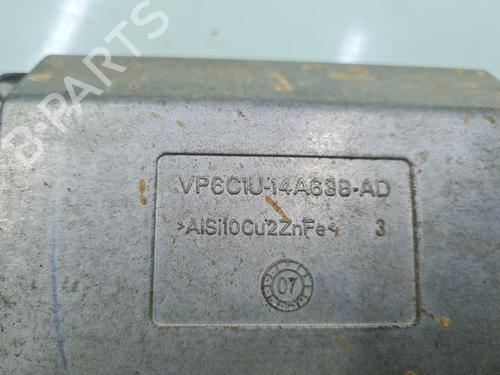 B-PARTS
VP6C1U-14A638-AD
>AlSi10Cu2ZnFe< 3
07